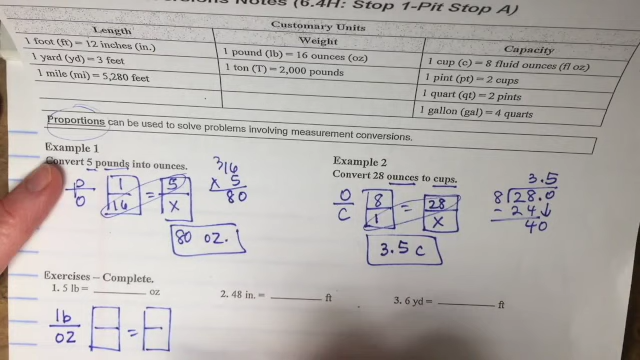 Notes (6.4H: Stop 1-Pit Stop A)
Customary Units
Length Weight Capacity
1 foot (ft) = 12 inches (in.) 1 pound (lb) = 16 ounces (oz) 1 cup (c) = 8 fluid ounces (fl oz)
1 yard (yd) = 3 feet 1 ton (T) = 2,000 pounds 1 pint (pt) = 2 cups
1 mile (mi) = 5,280 feet 1 quart (qt) = 2 pints
1 gallon (gal) = 4 quarts
Proportions can be used to solve problems involving measurement conversions.
Example 1
Convert 5 pounds into ounces.
1 = 5
16 x
316
x 5
80
80 oz.
Example 2
Convert 28 ounces to cups.
O 8 = 28
C 1 x
3.5
8 28.0
- 24
40
3.5 c
Exercises – Complete.
1. 5 lb = ________ oz 2. 48 in. = ________ ft 3. 6 yd = ________ ft
lb =
oz